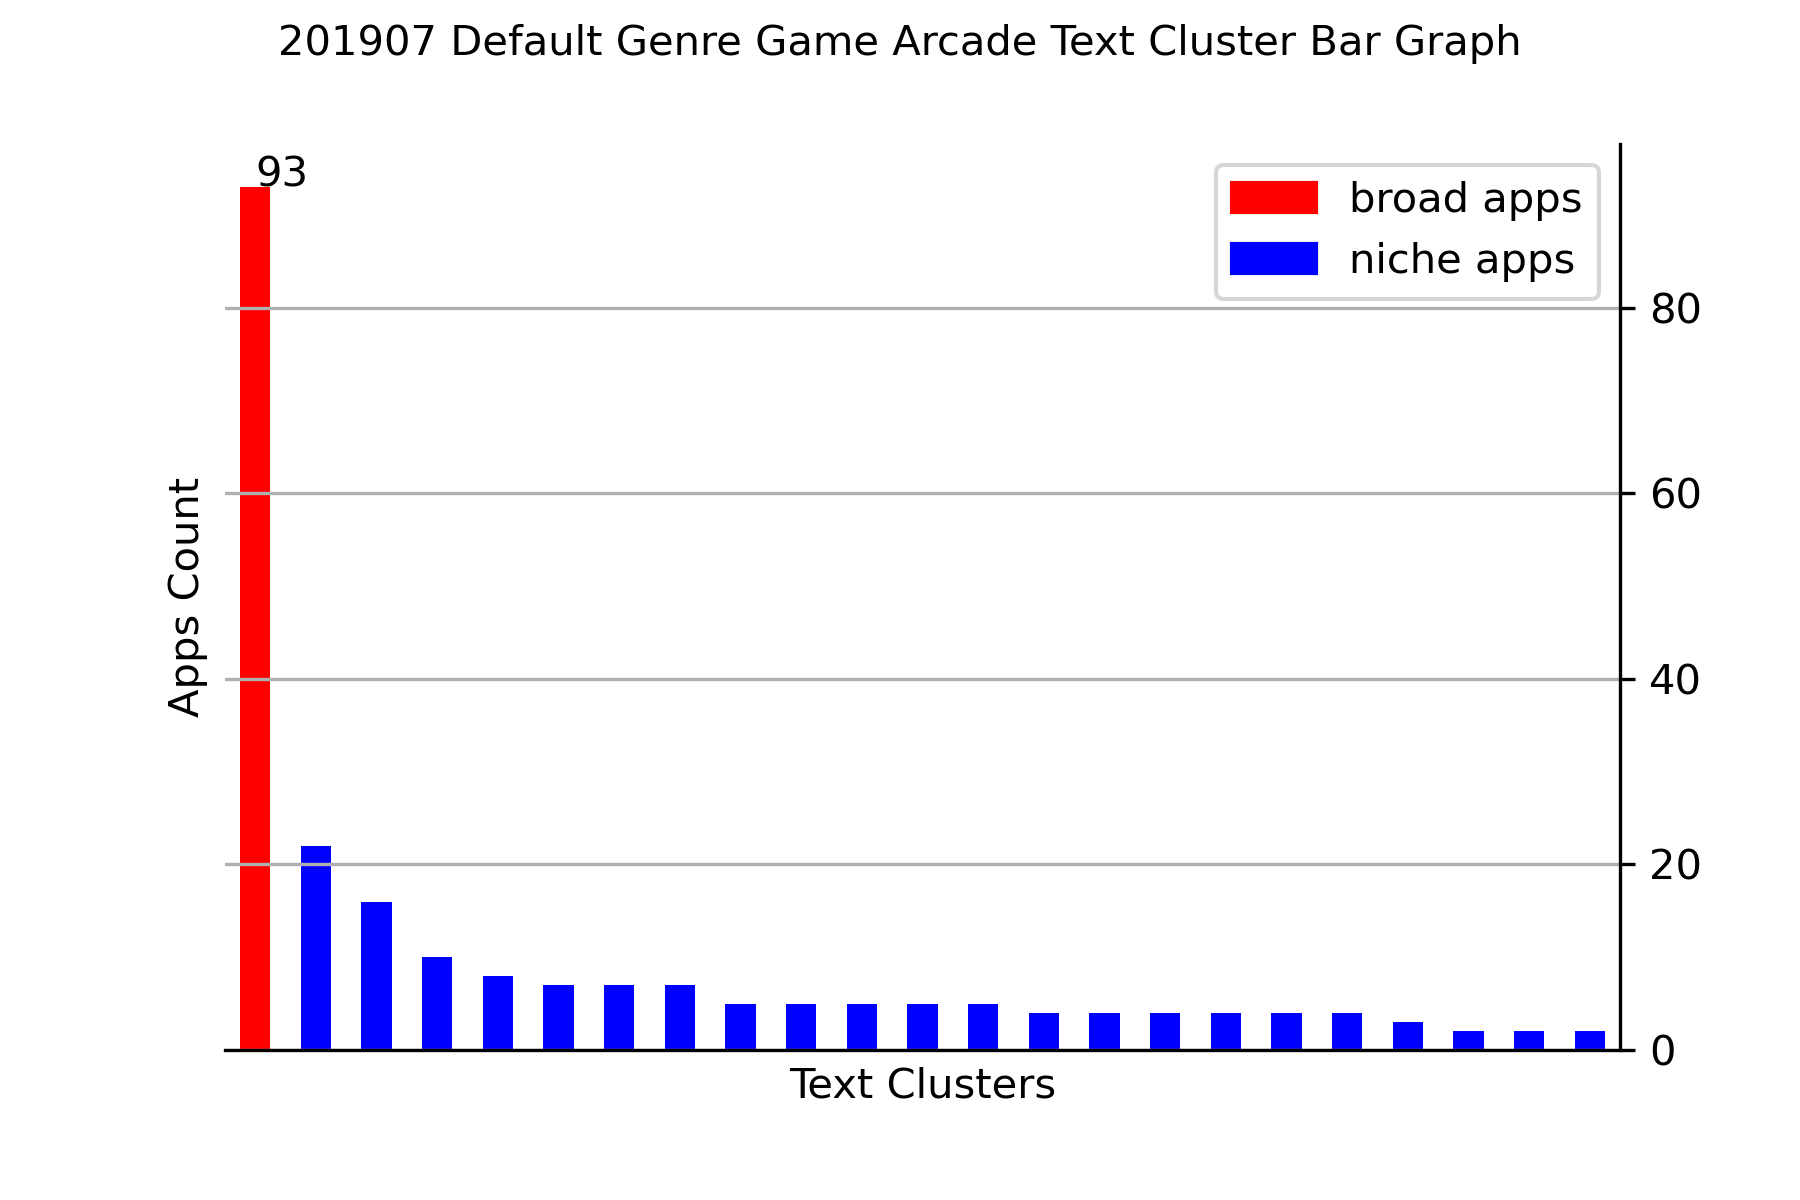 201907 Default Genre Game Arcade Text Cluster Bar Graph
93
broad apps
niche apps
80
60
40
20
0
Apps Count
Text Clusters